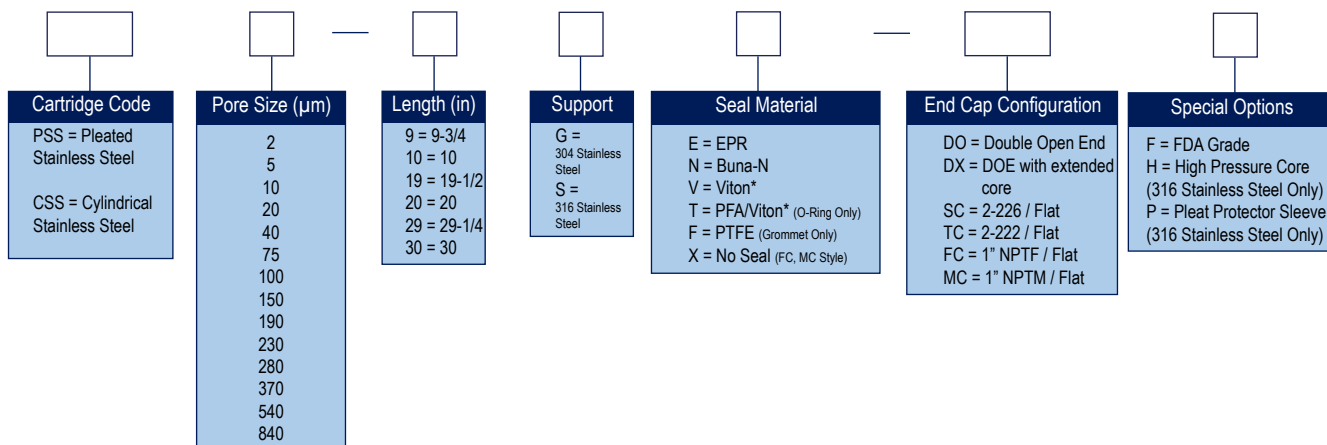 Cartridge Code
PSS = Pleated
Stainless Steel
CSS = Cylindrical
Stainless Steel
Pore Size (µm)
2
5
10
20
40
75
100
150
190
230
280
370
540
840
Length (in)
9 = 9-3/4
10 = 10
19 = 19-1/2
20 = 20
29 = 29-1/4
30 = 30
Support
G =
304 Stainless
Steel
S =
316 Stainless
Steel
Seal Material
E = EPR
N = Buna-N
V = Viton*
T = PFA/Viton* (O-Ring Only)
F = PTFE (Grommet Only)
X = No Seal (FC, MC Style)
End Cap Configuration
DO = Double Open End
DX = DOE with extended
core
SC = 2-226 / Flat
TC = 2-222 / Flat
FC = 1” NPTF / Flat
MC = 1” NPTM / Flat
Special Options
F = FDA Grade
H = High Pressure Core
(316 Stainless Steel Only)
P = Pleat Protector Sleeve
(316 Stainless Steel Only)